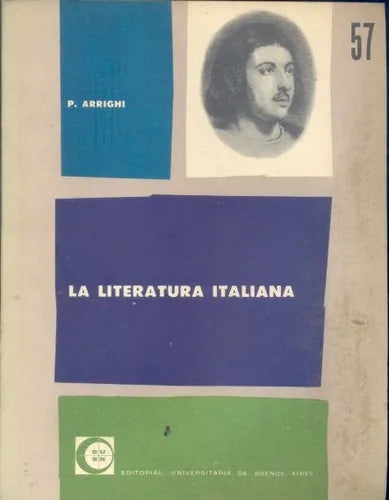 57
P. ARRIGHI
LA LITERATURA ITALIANA
EDITORIAL UNIVERSITARIA DE BUENOS AIRES